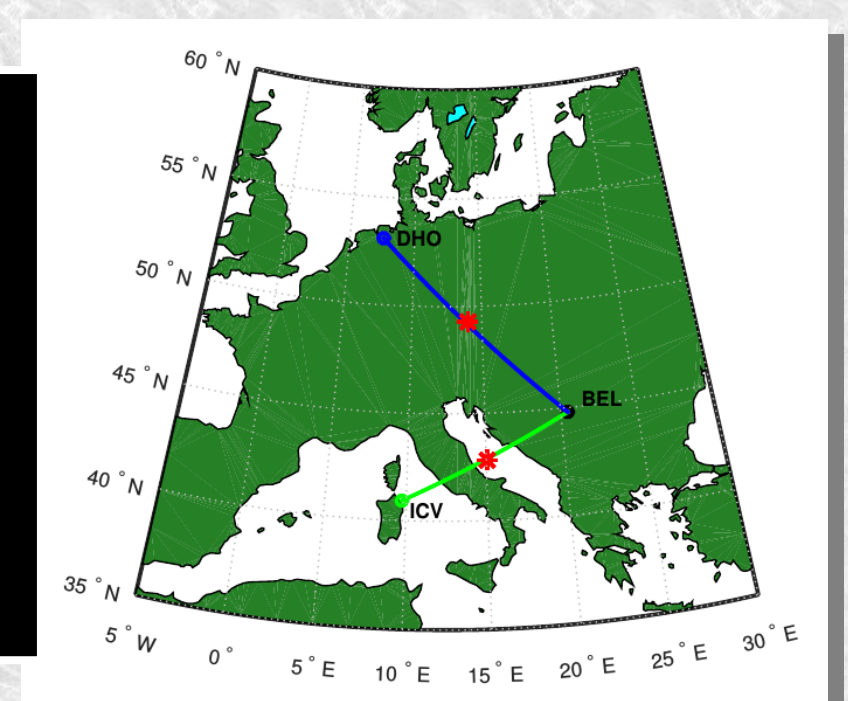 60 ° N
55 ° N
50 ° N
45 ° N
40 ° N
35 ° N
DHO
BEL
ICV
5 ° W
0 °
5 ° E
10 ° E
15 ° E
20 ° E
25 ° E
30 ° E